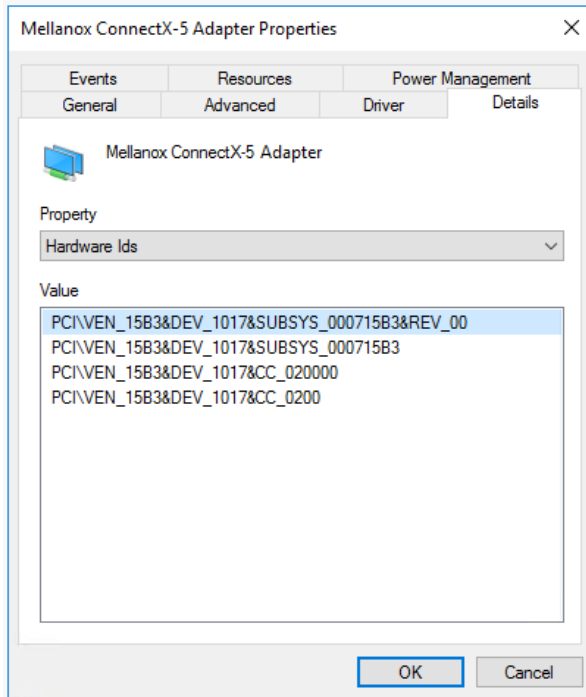 Mellanox ConnectX-5 Adapter Properties
Events Resources Power Management
General Advanced Driver Details
Mellanox ConnectX-5 Adapter
Property
Hardware Ids
Value
PCI\VEN_15B3&DEV_1017&SUBSYS_000715B3&REV_00
PCI\VEN_15B3&DEV_1017&SUBSYS_000715B3
PCI\VEN_15B3&DEV_1017&CC_020000
PCI\VEN_15B3&DEV_1017&CC_0200
OK Cancel